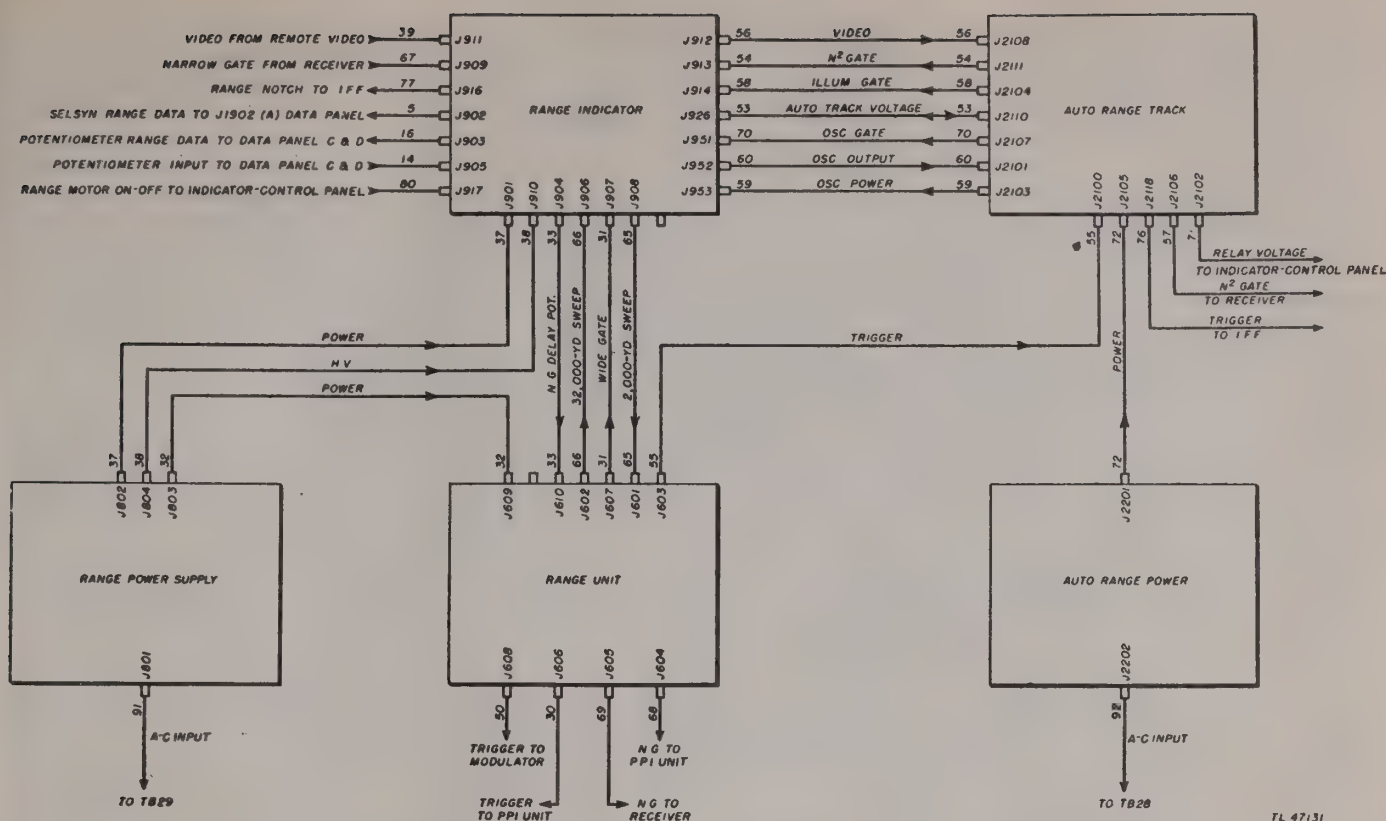 VIDEO FROM REMOTE VIDEO
39
J911
NARROW GATE FROM RECEIVER
67
J909
RANGE NOTCH TO IFF
77
J916
SELSYN RANGE DATA TO J1902 (A) DATA PANEL
5
J902
POTENTIOMETER RANGE DATA TO DATA PANEL C & D
16
J903
POTENTIOMETER INPUT TO DATA PANEL C & D
14
J905
RANGE MOTOR ON-OFF TO INDICATOR-CONTROL PANEL
80
J917
RANGE INDICATOR
J912
56
VIDEO
56
J2108
J913
54
N² GATE
54
J2111
J914
58
ILLUM GATE
58
J2104
J926
53
AUTO TRACK VOLTAGE
53
J2110
J951
70
OSC GATE
70
J2107
J952
60
OSC OUTPUT
60
J2101
J953
59
OSC POWER
59
J2103
AUTO RANGE TRACK
J901
J910
J904
J906
J907
J908
37
38
33
66
31
65
J2100
J2105
J2118
J2106
J2102
55
72
76
57
RELAY VOLTAGE
TO INDICATOR-CONTROL PANEL
N² GATE
TO RECEIVER
TRIGGER
TO IFF
POWER
HV
POWER
N G DELAY POT.
32,000-YD SWEEP
WIDE GATE
2,000-YD SWEEP
TRIGGER
POWER
37
38
32
J802
J804
J803
RANGE POWER SUPPLY
J801
91
A-C INPUT
TO TB29
32
33
66
31
65
55
J609
J610
J602
J607
J601
J603
RANGE UNIT
J608
J606
J605
J604
50
30
69
68
TRIGGER TO
MODULATOR
TRIGGER
TO PPI UNIT
N G TO
RECEIVER
N G TO
PPI UNIT
72
J2201
AUTO RANGE POWER
J2202
92
A-C INPUT
TO TB28
TL 47131